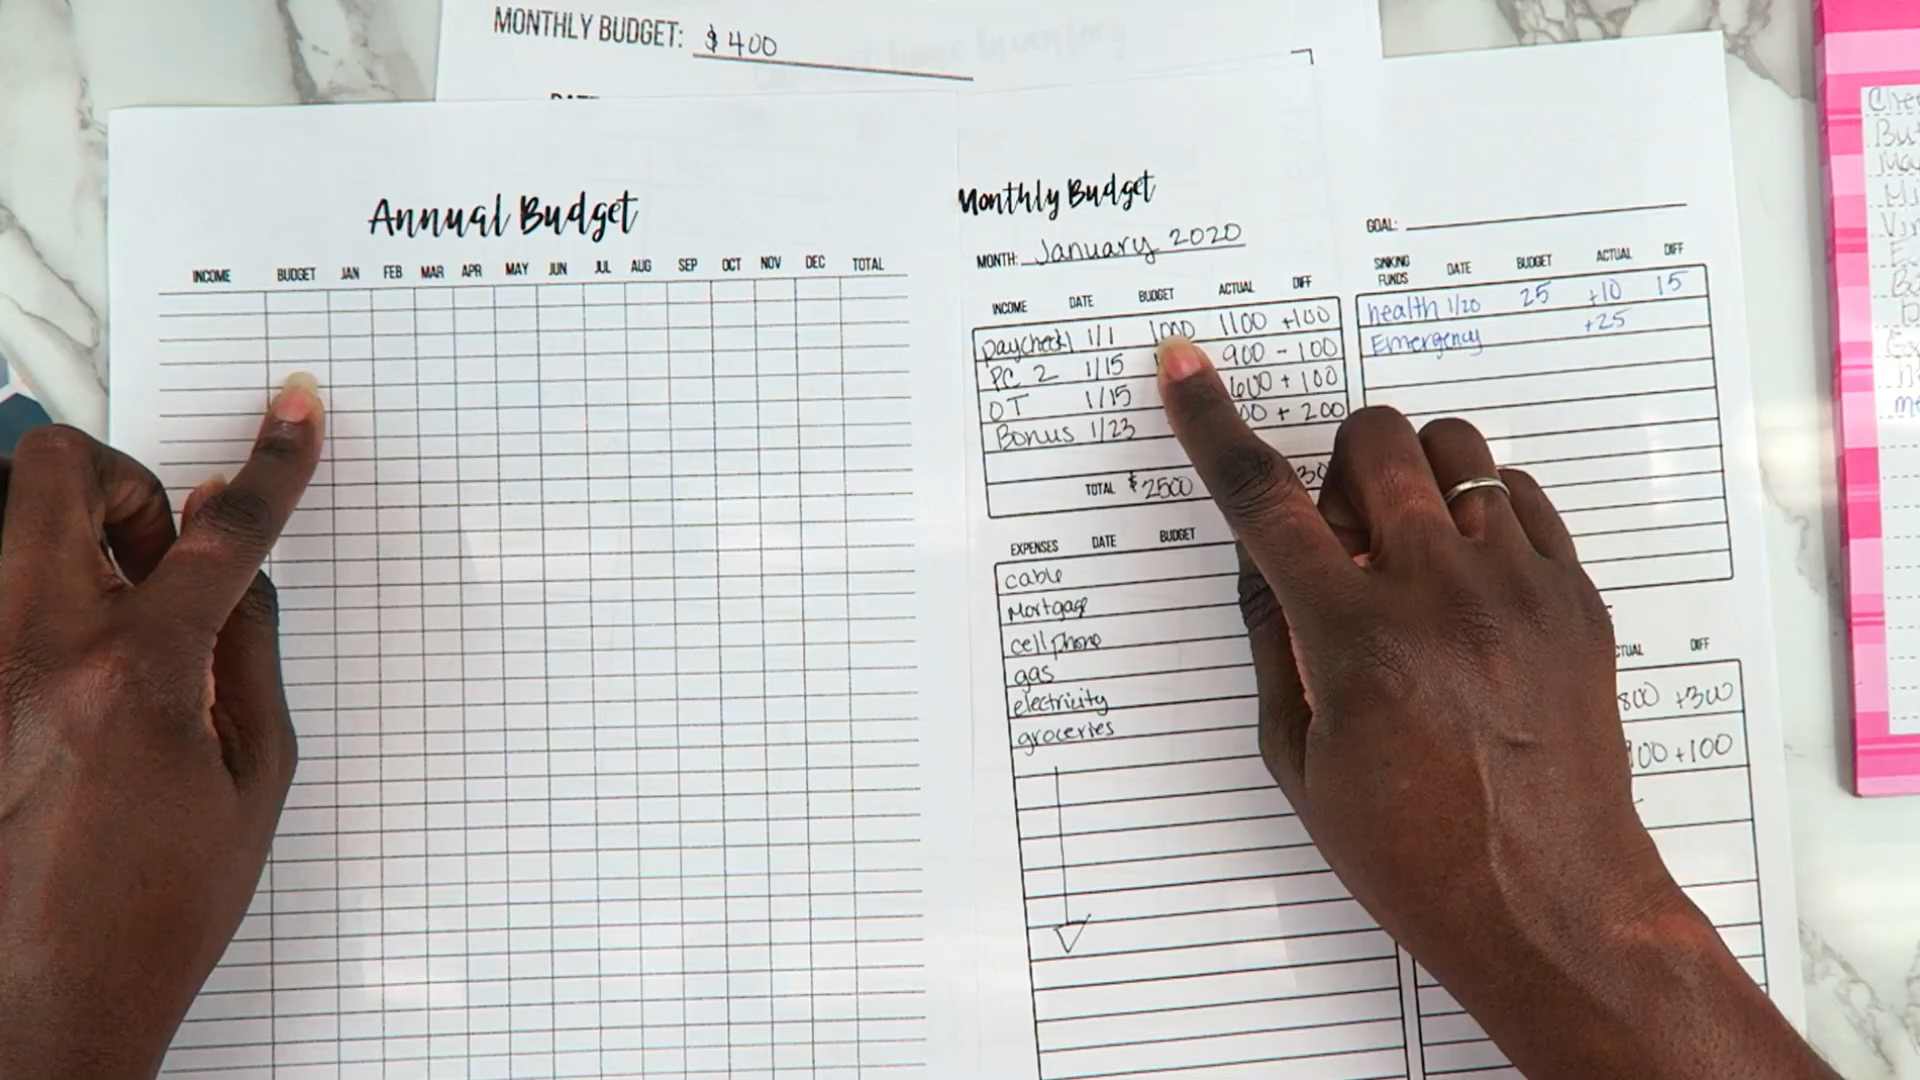 MONTHLY BUDGET: $400
Annual Budget
INCOME BUDGET JAN FEB MAR APR MAY JUN JUL AUG SEP OCT NOV DEC TOTAL
Monthly Budget
MONTH: January 2020
INCOME DATE BUDGET ACTUAL DIFF
paycheck 1/1 1000 1100 +100
PC 2 1/15 900 - 100
OT 1/15 600 + 100
Bonus 1/23 + 200
TOTAL $2500
EXPENSES DATE BUDGET
cable
Mortgage
cell phone
gas
electricity
groceries
GOAL:
SINKING FUNDS DATE BUDGET ACTUAL DIFF
health 1/20 25 +10 15
Emergency +25
DIFF
+300
+100